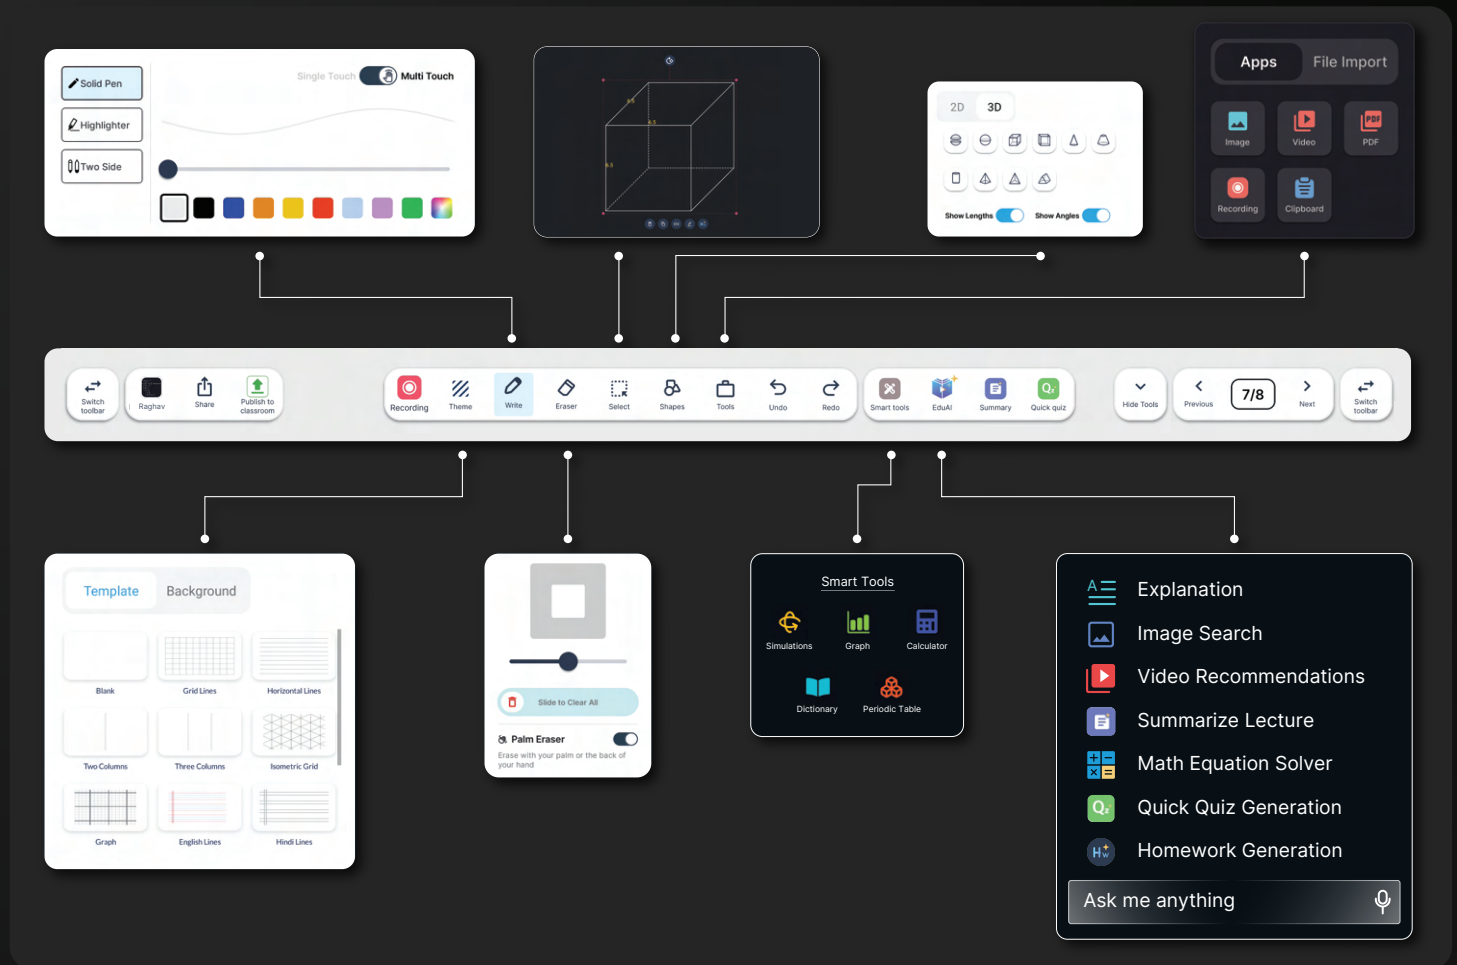 Solid Pen
Highlighter
Two Side
Single Touch
Multi Touch
4.5
4.5
2D
3D
Show Lengths
Show Angles
Apps
File Import
Image
Video
PDF
PDF
Recording
Clipboard
Switch toolbar
Raghav
Share
Publish to classroom
Recording
Theme
Write
Eraser
Select
Shapes
Tools
Undo
Redo
Smart tools
EduAI
Summary
Quick quiz
Hide Tools
Previous
7/8
Next
Switch toolbar
Template
Background
Blank
Grid Lines
Horizontal Lines
Two Columns
Three Columns
Isometric Grid
Graph
English Lines
Hindi Lines
Slide to Clear All
Palm Eraser
Erase with your palm or the back of
your hand
Smart Tools
Simulations
Graph
Calculator
Dictionary
Periodic Table
Explanation
Image Search
Video Recommendations
Summarize Lecture
Math Equation Solver
Quick Quiz Generation
Homework Generation
Ask me anything